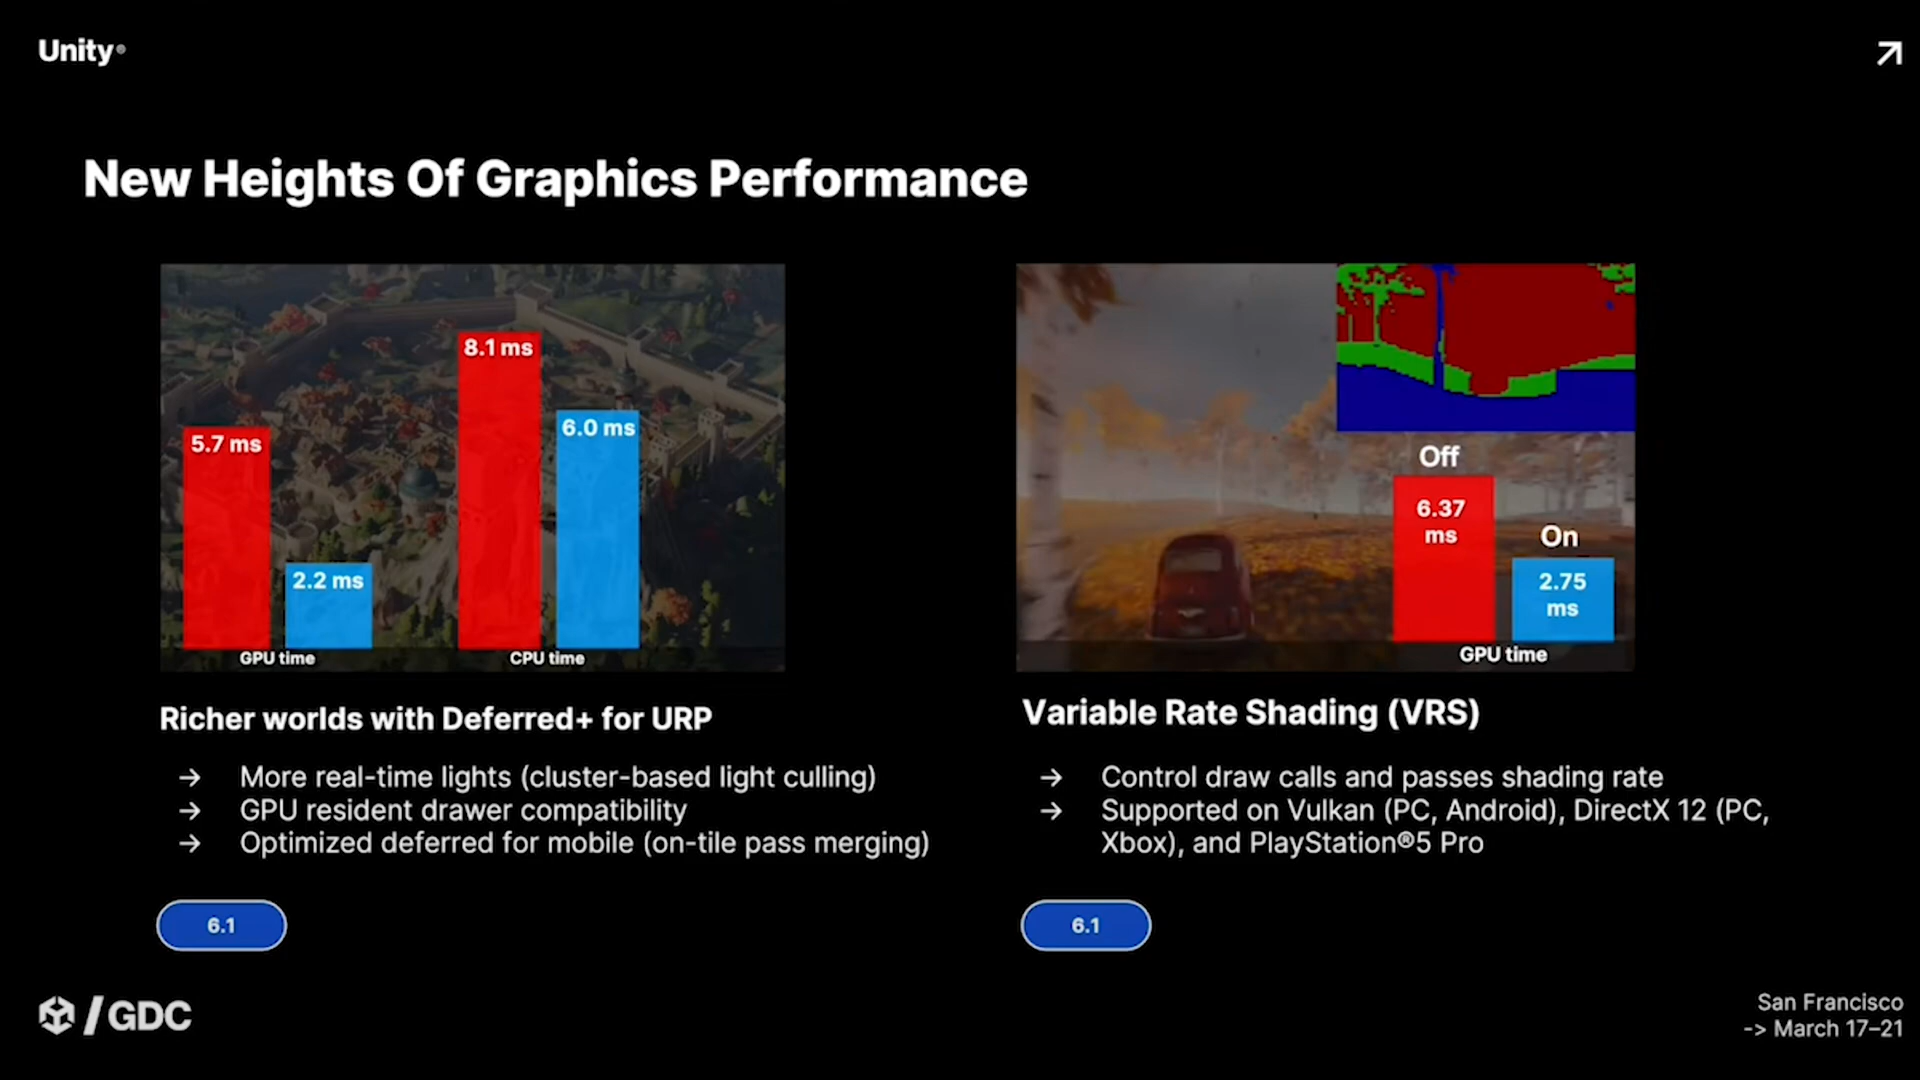 Unity®
New Heights Of Graphics Performance
8.1 ms
5.7 ms
6.0 ms
2.2 ms
GPU time
CPU time
Off
6.37
ms
On
2.75
ms
GPU time
Richer worlds with Deferred+ for URP
→ More real-time lights (cluster-based light culling)
→ GPU resident drawer compatibility
→ Optimized deferred for mobile (on-tile pass merging)
6.1
Variable Rate Shading (VRS)
→ Control draw calls and passes shading rate
→ Supported on Vulkan (PC, Android), DirectX 12 (PC,
Xbox), and PlayStation®5 Pro
6.1
/GDC
San Francisco
-> March 17–21